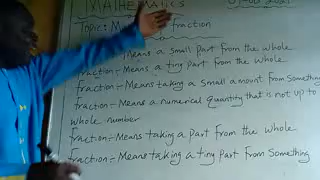 MATHEMATICS
Topic: M fraction
fraction:- Means a small part from the whole
fraction:- Means a tiny part from the whole
fraction:- Means taking a small amount from something
fraction:- Means a numerical quantity that is not up to
whole number
fraction:- Means taking a part from the whole
fraction:- Means taking a tiny part from something